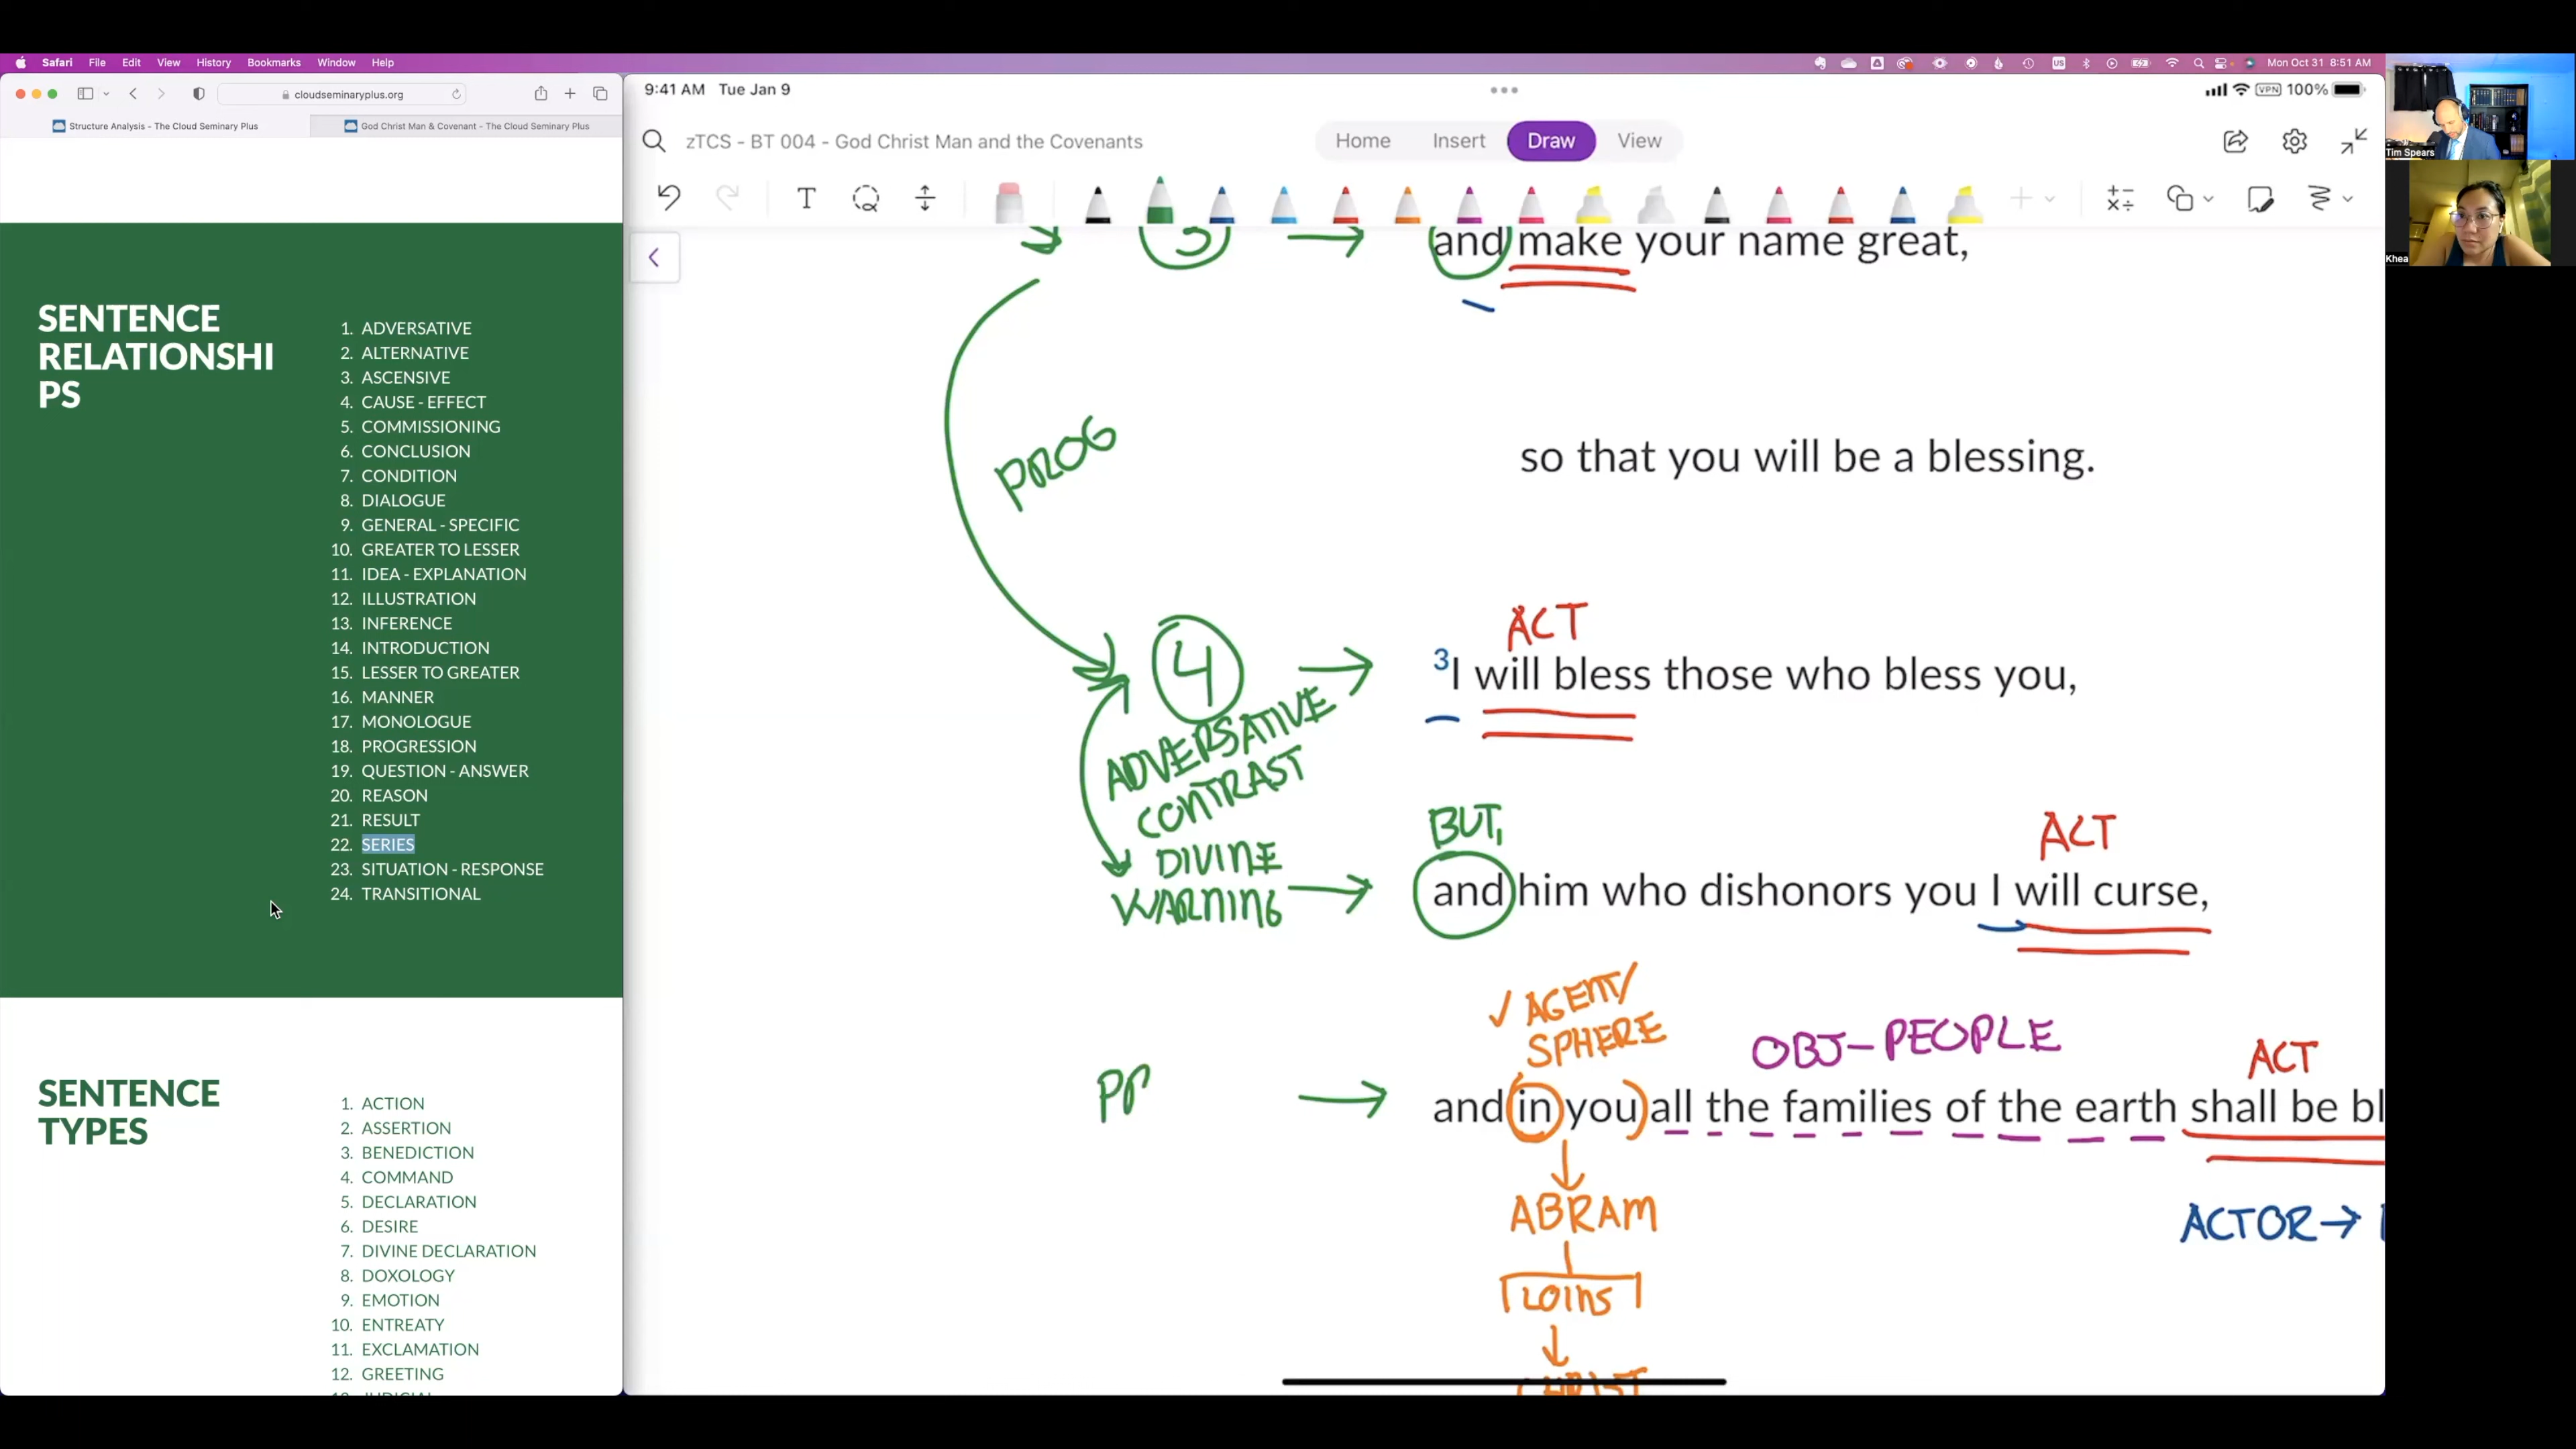 Safari File Edit View History Bookmarks Window Help
Mon Oct 31 8:51 AM
cloudseminaryplus.org
Structure Analysis - The Cloud Seminary Plus
God Christ Man & Covenant - The Cloud Seminary Plus
SENTENCE
RELATIONSHI
PS
1. ADVERSATIVE
2. ALTERNATIVE
3. ASCENSIVE
4. CAUSE - EFFECT
5. COMMISSIONING
6. CONCLUSION
7. CONDITION
8. DIALOGUE
9. GENERAL - SPECIFIC
10. GREATER TO LESSER
11. IDEA - EXPLANATION
12. ILLUSTRATION
13. INFERENCE
14. INTRODUCTION
15. LESSER TO GREATER
16. MANNER
17. MONOLOGUE
18. PROGRESSION
19. QUESTION - ANSWER
20. REASON
21. RESULT
22. SERIES
23. SITUATION - RESPONSE
24. TRANSITIONAL
SENTENCE
TYPES
1. ACTION
2. ASSERTION
3. BENEDICTION
4. COMMAND
5. DECLARATION
6. DESIRE
7. DIVINE DECLARATION
8. DOXOLOGY
9. EMOTION
10. ENTREATY
11. EXCLAMATION
12. GREETING
9:41 AM Tue Jan 9
VPN 100%
zTCS - BT 004 - God Christ Man and the Covenants
Home Insert Draw View
3 and make your name great,
PROG
so that you will be a blessing.
ACT
4 3I will bless those who bless you,
ADVERSATIVE
CONTRAST
BUT,
ACT
DIVINE
WARNING
and him who dishonors you I will curse,
AGENT/
SPHERE
OBJ-PEOPLE
ACT
PR
and in you all the families of the earth shall be bl
ABRAM
ACTOR→
LOINS
CHRIST
Tim Spears
Khea